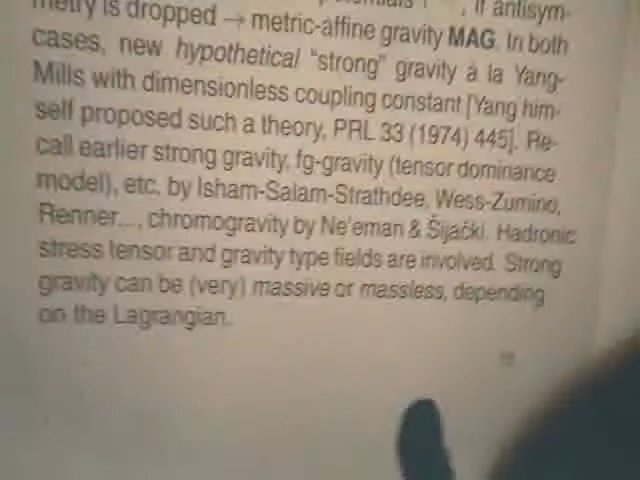 , if antisym-
metry is dropped → metric-affine gravity MAG. In both
cases, new hypothetical “strong” gravity à la Yang-
Mills with dimensionless coupling constant [Yang him-
self proposed such a theory, PRL 33 (1974) 445]. Re-
call earlier strong gravity, fg-gravity (tensor dominance
model), etc. by Isham-Salam-Strathdee, Wess-Zumino,
Renner..., chromogravity by Ne'eman & Šijački. Hadronic
stress tensor and gravity type fields are involved. Strong
gravity can be (very) massive or massless, depending
on the Lagrangian.